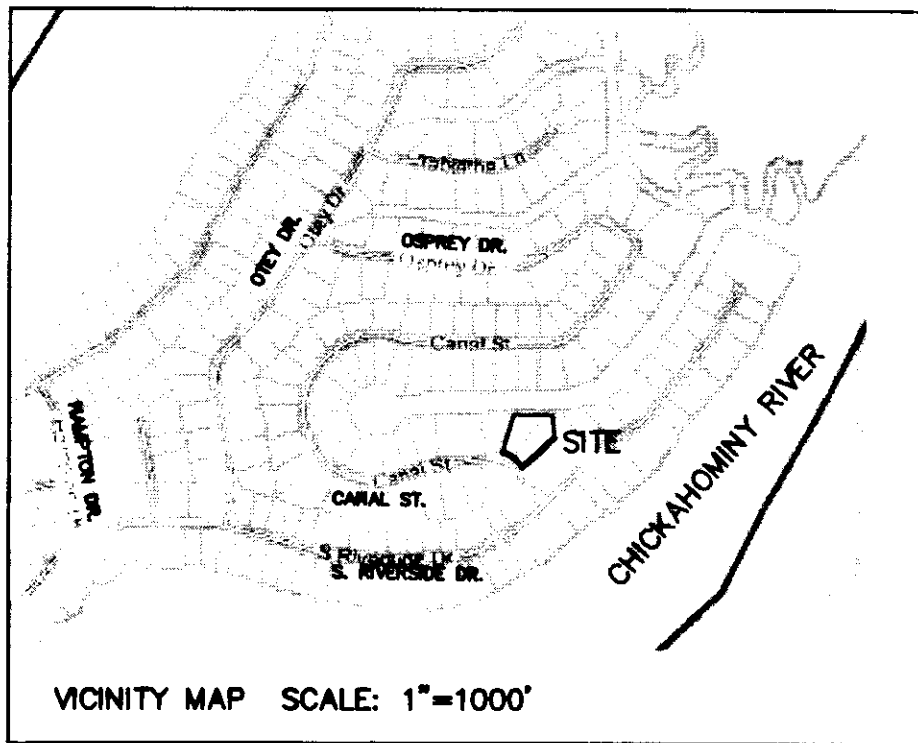 OTEY DR.
Otey Dr
OSPREY DR.
Osprey Dr.
Canal St
HAMPTON DR.
SITE
Canal St
CANAL ST.
S. RIVERSIDE DR.
CHICKAHOMINY RIVER
VICINITY MAP SCALE: 1"=1000'